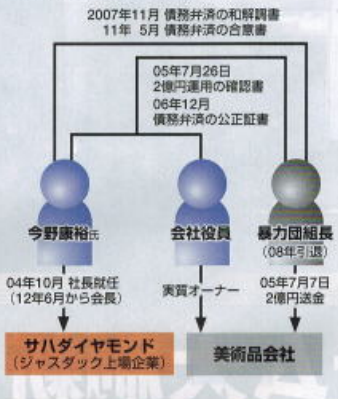 2007年11月 債務弁済の和解調書
11年 5月 債務弁済の合意書
05年7月26日
2億円運用の確認書
06年12月
債務弁済の公正証書
今野康裕氏
会社役員
暴力団組長
(08年引退)
04年10月 社長就任
(12年6月から会長)
実質オーナー
05年7月7日
2億円送金
サハダイヤモンド
(ジャスダック上場企業)
美術品会社